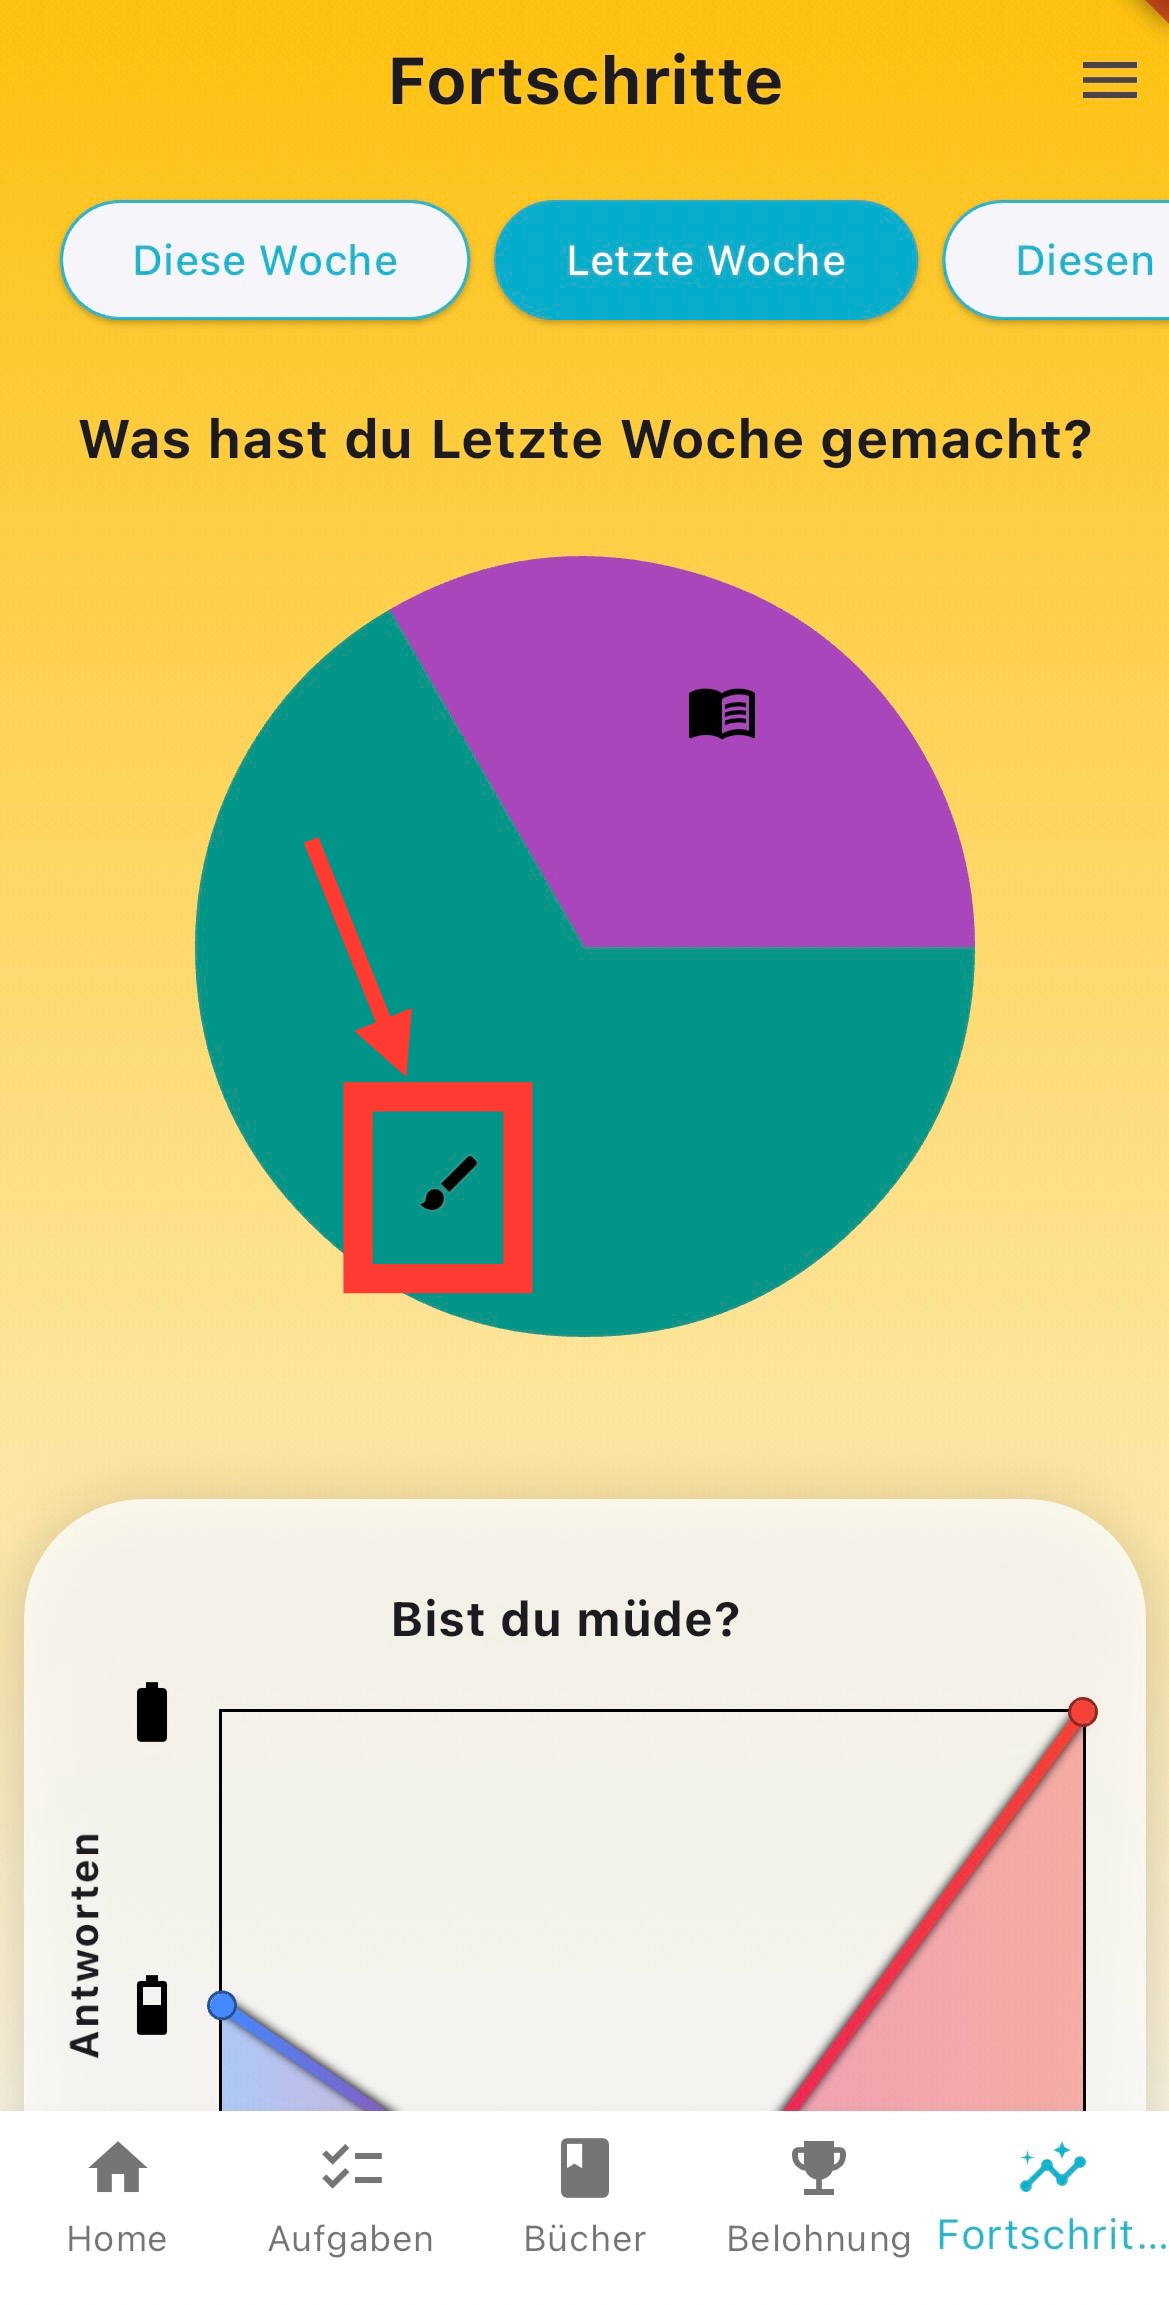 Fortschritte
Diese Woche
Letzte Woche
Diesen
Was hast du Letzte Woche gemacht?
Bist du müde?
Antworten
Home
Aufgaben
Bücher
Belohnung
Fortschrit...